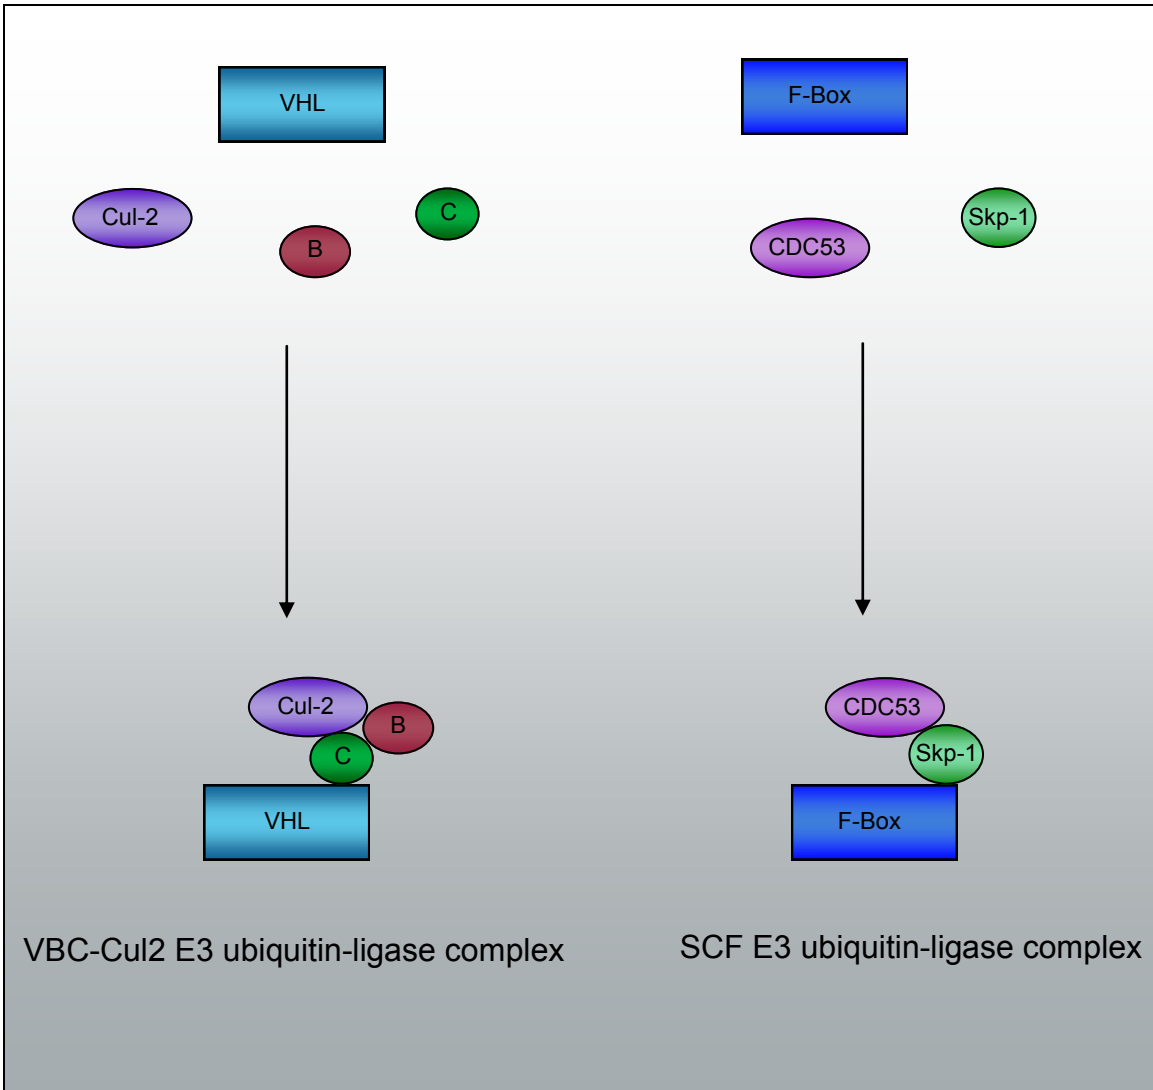 VHL
F-Box
Cul-2
B
C
CDC53
Skp-1
Cul-2
B
C
VHL
CDC53
Skp-1
F-Box
VBC-Cul2 E3 ubiquitin-ligase complex
SCF E3 ubiquitin-ligase complex